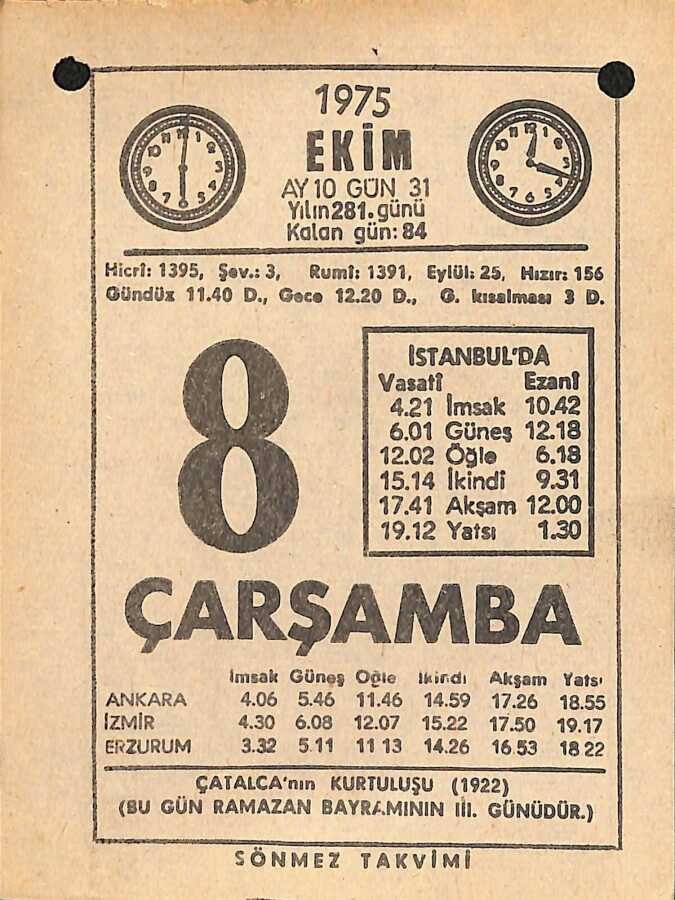 1975
EKİM
AY 10 GÜN 31
Yılın 281. günü
Kalan gün: 84
Hicrî: 1395, Şev.: 3, Rumî: 1391, Eylül: 25, Hızır: 156
Gündüz 11.40 D., Gece 12.20 D., G. kısalması 3 D.
8
İSTANBUL'DA
Vasatî Ezanî
4.21 İmsak 10.42
6.01 Güneş 12.18
12.02 Öğle 6.18
15.14 İkindi 9.31
17.41 Akşam 12.00
19.12 Yatsı 1.30
ÇARŞAMBA
İmsak Güneş Öğle İkindi Akşam Yatsı
ANKARA 4.06 5.46 11.46 14.59 17.26 18.55
İZMİR 4.30 6.08 12.07 15.22 17.50 19.17
ERZURUM 3.32 5.11 11 13 14.26 16.53 18 22
ÇATALCA'nın KURTULUŞU (1922)
(BU GÜN RAMAZAN BAYRAMININ III. GÜNÜDÜR.)
SÖNMEZ TAKVİMİ